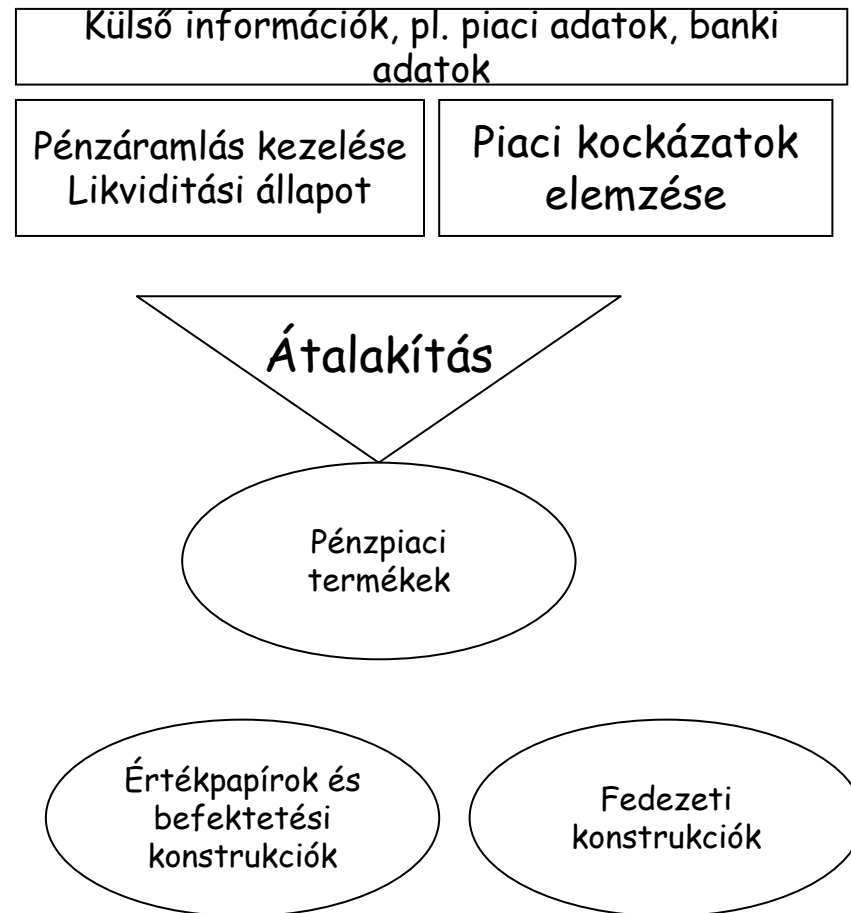 Külső információk, pl. piaci adatok, banki
adatok
Pénzáramlás kezelése
Likviditási állapot
Piaci kockázatok
elemzése
Átalakítás
Pénzpiaci
termékek
Értékpapírok és
befektetési
konstrukciók
Fedezeti
konstrukciók